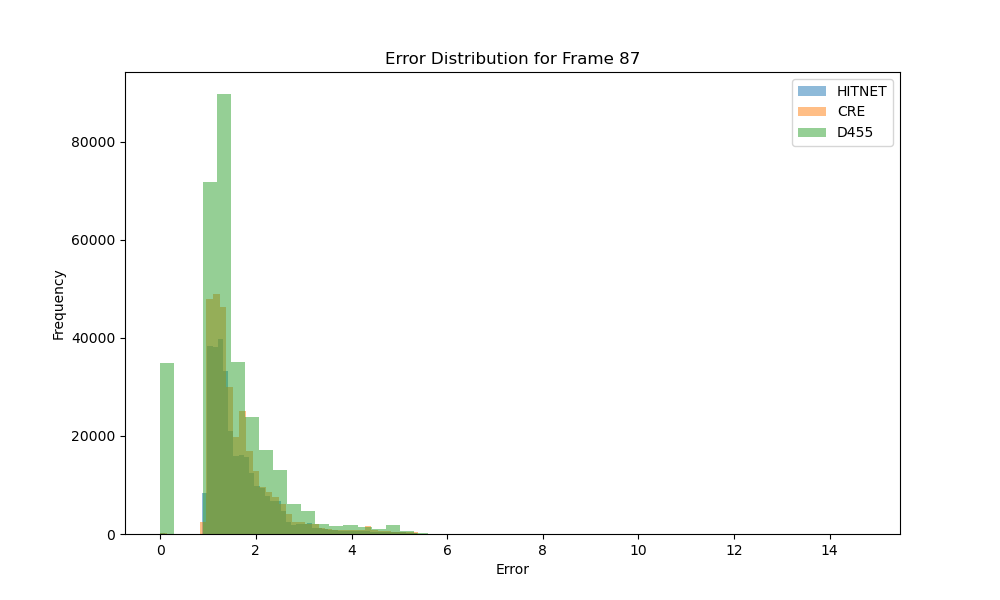 Error Distribution for Frame 87
HITNET
CRE
D455
80000
60000
40000
20000
0
Frequency
0 2 4 6 8 10 12 14
Error